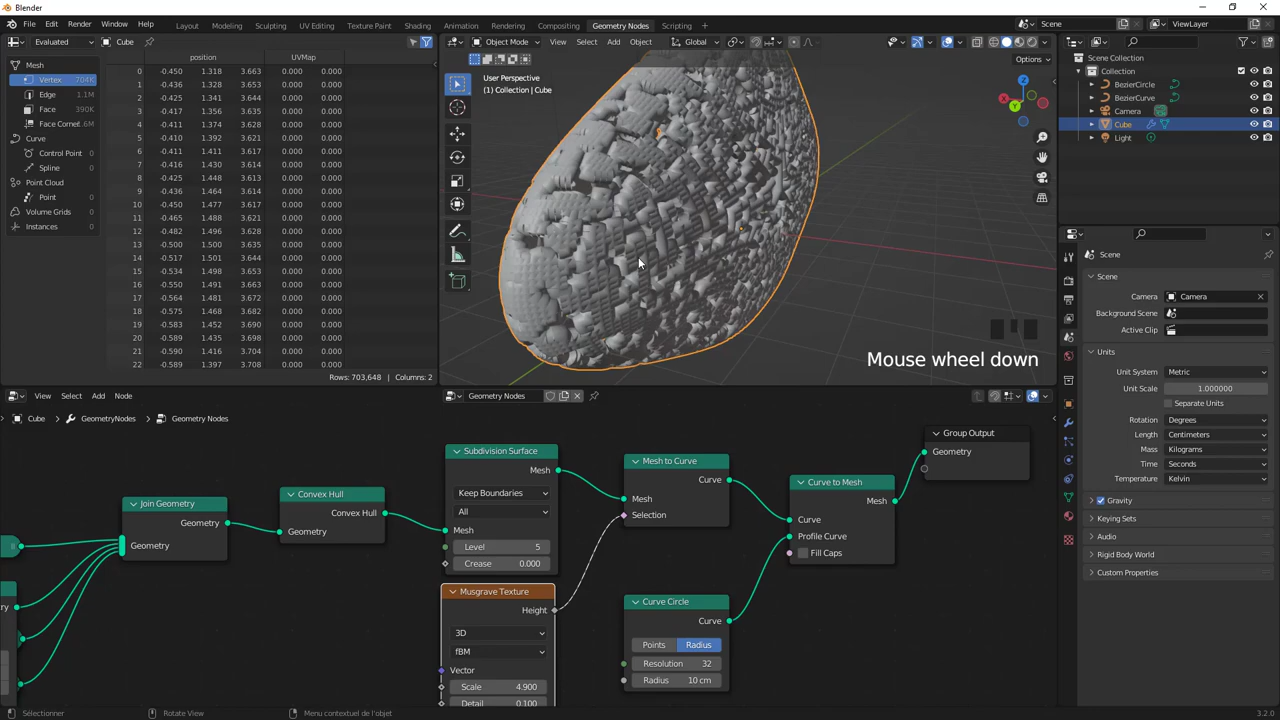 Blender
File Edit Render Window Help
Layout Modeling Sculpting UV Editing Texture Paint Shading Animation Rendering Compositing Geometry Nodes Scripting +
Scene ViewLayer
Evaluated Cube
Object Mode View Select Add Object Global
Options
position UVMap
Mesh
Vertex 704K
Edge 1.1M
Face 390K
Face Corner .6M
Curve
Control Point 0
Spline 0
Point Cloud
Point 0
Volume Grids
Instances 0
0 -0.450 1.318 3.663 0.000 0.000
1 -0.436 1.328 3.653 0.000 0.000
2 -0.425 1.341 3.644 0.000 0.000
3 -0.417 1.356 3.635 0.000 0.000
4 -0.411 1.374 3.628 0.000 0.000
5 -0.410 1.392 3.621 0.000 0.000
6 -0.411 1.411 3.617 0.000 0.000
7 -0.416 1.430 3.614 0.000 0.000
8 -0.425 1.448 3.613 0.000 0.000
9 -0.436 1.464 3.614 0.000 0.000
10 -0.450 1.477 3.617 0.000 0.000
11 -0.465 1.488 3.621 0.000 0.000
12 -0.482 1.496 3.628 0.000 0.000
13 -0.500 1.500 3.635 0.000 0.000
14 -0.517 1.501 3.644 0.000 0.000
15 -0.534 1.498 3.653 0.000 0.000
16 -0.550 1.491 3.663 0.000 0.000
17 -0.564 1.481 3.672 0.000 0.000
18 -0.575 1.468 3.682 0.000 0.000
19 -0.583 1.452 3.690 0.000 0.000
20 -0.589 1.435 3.698 0.000 0.000
21 -0.590 1.416 3.704 0.000 0.000
22 -0.589 1.397 3.708 0.000 0.000
Rows: 703,648 | Columns: 2
User Perspective
(1) Collection | Cube
X
Y
Z
Mouse wheel down
Scene Collection
Collection
BezierCircle
BezierCurve
Camera
Cube
Light
Scene
Scene
Camera Camera
Background Scene
Active Clip
Units
Unit System Metric
Unit Scale 1.000000
Separate Units
Rotation Degrees
Length Centimeters
Mass Kilograms
Time Seconds
Temperature Kelvin
Gravity
Keying Sets
Audio
Rigid Body World
Custom Properties
View Select Add Node
Geometry Nodes
Cube GeometryNodes Geometry Nodes
Join Geometry
Geometry
Geometry
Convex Hull
Convex Hull
Geometry
Subdivision Surface
Mesh
Keep Boundaries
All
Mesh
Level 5
Crease 0.000
Musgrave Texture
Height
3D
fBM
Vector
Scale 4.900
Detail 0.100
Mesh to Curve
Curve
Mesh
Selection
Curve Circle
Curve
Points Radius
Resolution 32
Radius 10 cm
Curve to Mesh
Mesh
Curve
Profile Curve
Fill Caps
Group Output
Geometry
Sélectionner Rotate View Menu contextuel de l'objet 3.2.0